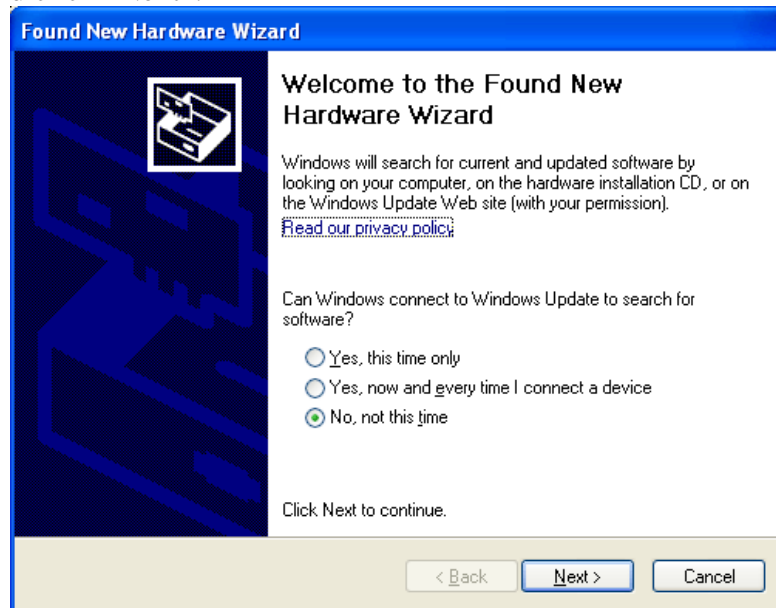 Found New Hardware Wizard
Welcome to the Found New
Hardware Wizard
Windows will search for current and updated software by
looking on your computer, on the hardware installation CD, or on
the Windows Update Web site (with your permission).
Read our privacy policy
Can Windows connect to Windows Update to search for
software?
Yes, this time only
Yes, now and every time I connect a device
No, not this time
Click Next to continue.
< Back Next > Cancel